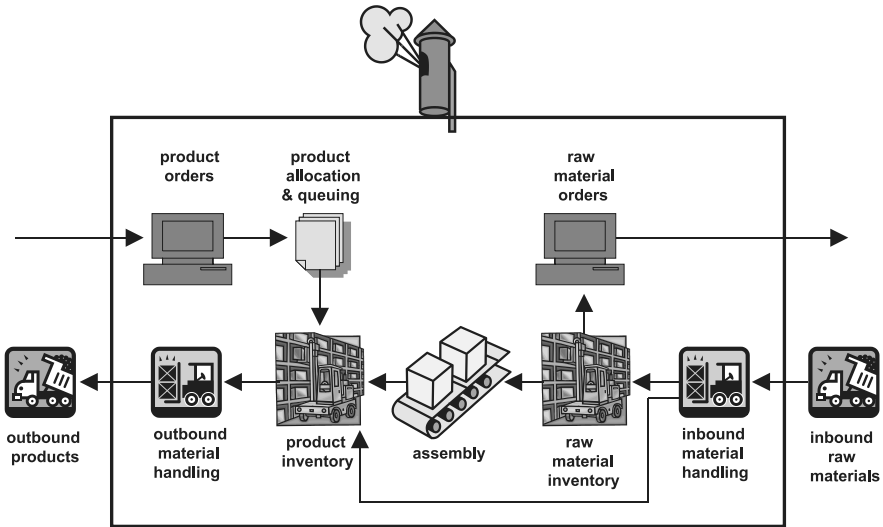 product
orders
product
allocation
& queuing
raw
material
orders
outbound
products
outbound
material
handling
product
inventory
assembly
raw
material
inventory
inbound
material
handling
inbound
raw
materials